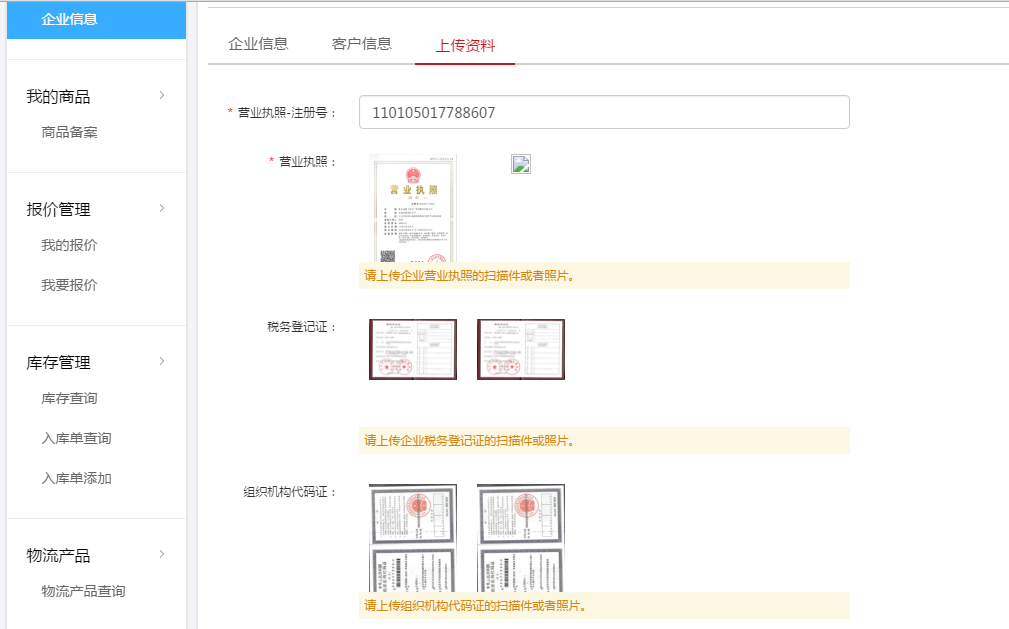 企业信息
我的商品
商品备案
报价管理
我的报价
我要报价
库存管理
库存查询
入库单查询
入库单添加
物流产品
物流产品查询
企业信息 客户信息 上传资料
* 营业执照-注册号： 110105017788607
* 营业执照：
营业执照
请上传企业营业执照的扫描件或者照片。
税务登记证：
请上传企业税务登记证的扫描件或照片。
组织机构代码证：
请上传组织机构代码证的扫描件或者照片。